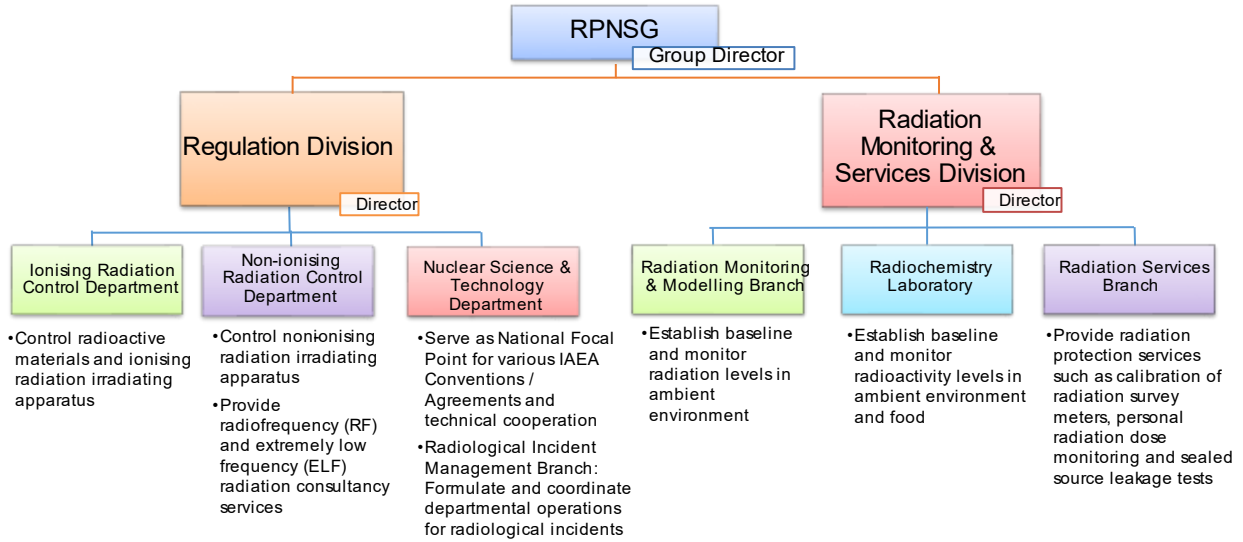 RPNSG
Group Director
Regulation Division
Director
Radiation
Monitoring &
Services Division
Director
Ionising Radiation
Control Department
•Control radioactive
materials and ionising
radiation irradiating
apparatus
Non-ionising
Radiation Control
Department
•Control non-ionising
radiation irradiating
apparatus
•Provide
radiofrequency (RF)
and extremely low
frequency (ELF)
radiation consultancy
services
Nuclear Science &
Technology
Department
•Serve as National Focal
Point for various IAEA
Conventions /
Agreements and
technical cooperation
•Radiological Incident
Management Branch:
Formulate and coordinate
departmental operations
for radiological incidents
Radiation Monitoring
& Modelling Branch
•Establish baseline
and monitor
radiation levels in
ambient
environment
Radiochemistry
Laboratory
•Establish baseline
and monitor
radioactivity levels in
ambient environment
and food
Radiation Services
Branch
•Provide radiation
protection services
such as calibration of
radiation survey
meters, personal
radiation dose
monitoring and sealed
source leakage tests